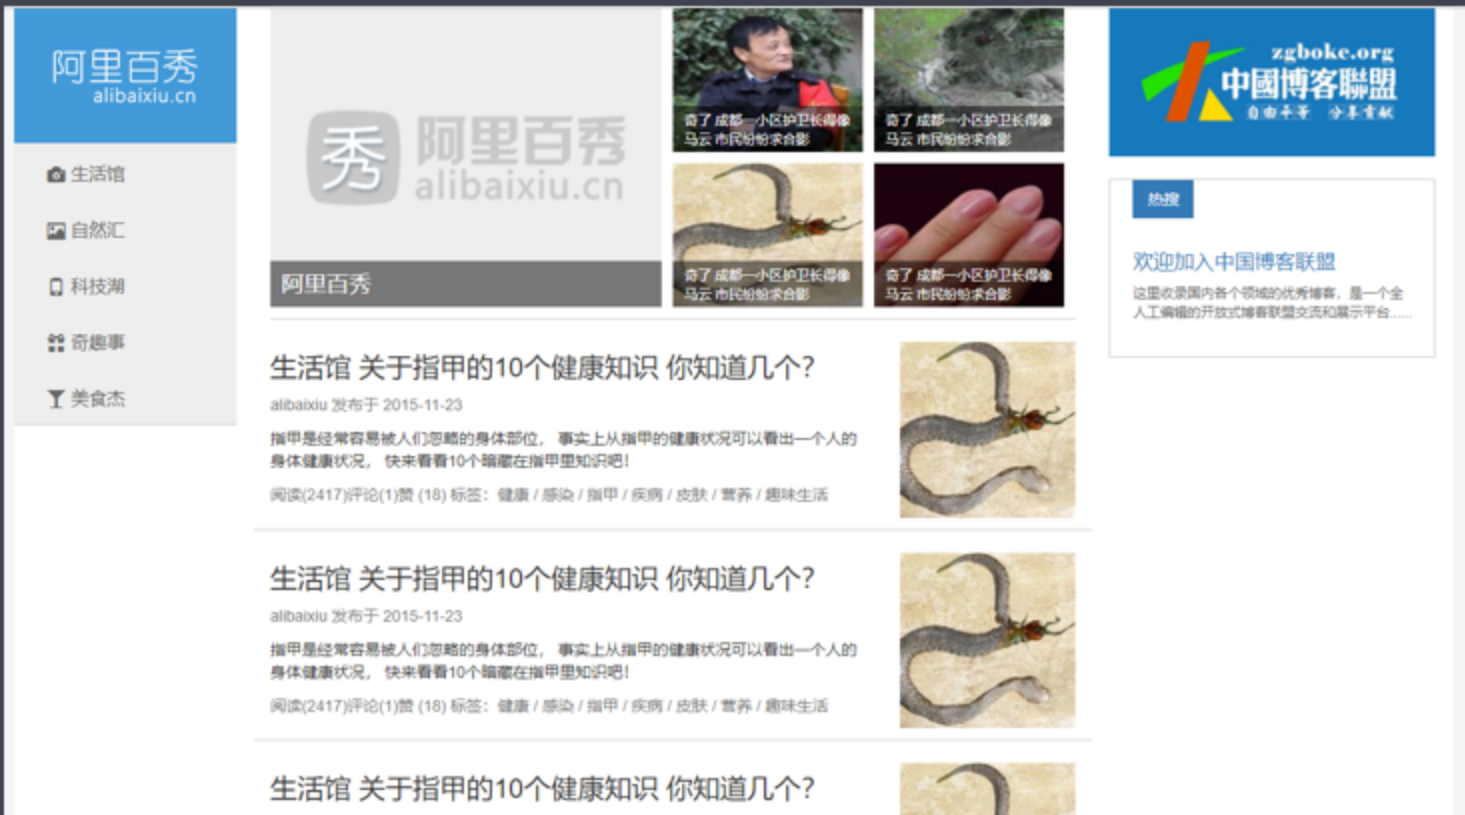 阿里百秀
alibaixiu.cn
生活馆
自然汇
科技湖
奇趣事
美食杰
秀 阿里百秀
alibaixiu.cn
阿里百秀
奇了 成都一小区护卫长得像
马云 市民纷纷求合影
奇了 成都一小区护卫长得像
马云 市民纷纷求合影
奇了 成都一小区护卫长得像
马云 市民纷纷求合影
奇了 成都一小区护卫长得像
马云 市民纷纷求合影
生活馆 关于指甲的10个健康知识 你知道几个?
alibaixiu 发布于 2015-11-23
指甲是经常容易被人们忽略的身体部位, 事实上从指甲的健康状况可以看出一个人的
身体健康状况, 快来看看10个暗藏在指甲里知识吧!
阅读(2417)评论(1)赞 (18) 标签:健康 / 感染 / 指甲 / 疾病 / 皮肤 / 营养 / 趣味生活
生活馆 关于指甲的10个健康知识 你知道几个?
alibaixiu 发布于 2015-11-23
指甲是经常容易被人们忽略的身体部位, 事实上从指甲的健康状况可以看出一个人的
身体健康状况, 快来看看10个暗藏在指甲里知识吧!
阅读(2417)评论(1)赞 (18) 标签:健康 / 感染 / 指甲 / 疾病 / 皮肤 / 营养 / 趣味生活
生活馆 关于指甲的10个健康知识 你知道几个?
zgboke.org
中國博客聯盟
自由平等 分享贡献
热搜
欢迎加入中国博客联盟
这里收录国内各个领域的优秀博客,是一个全
人工编辑的开放式博客联盟交流和展示平台......